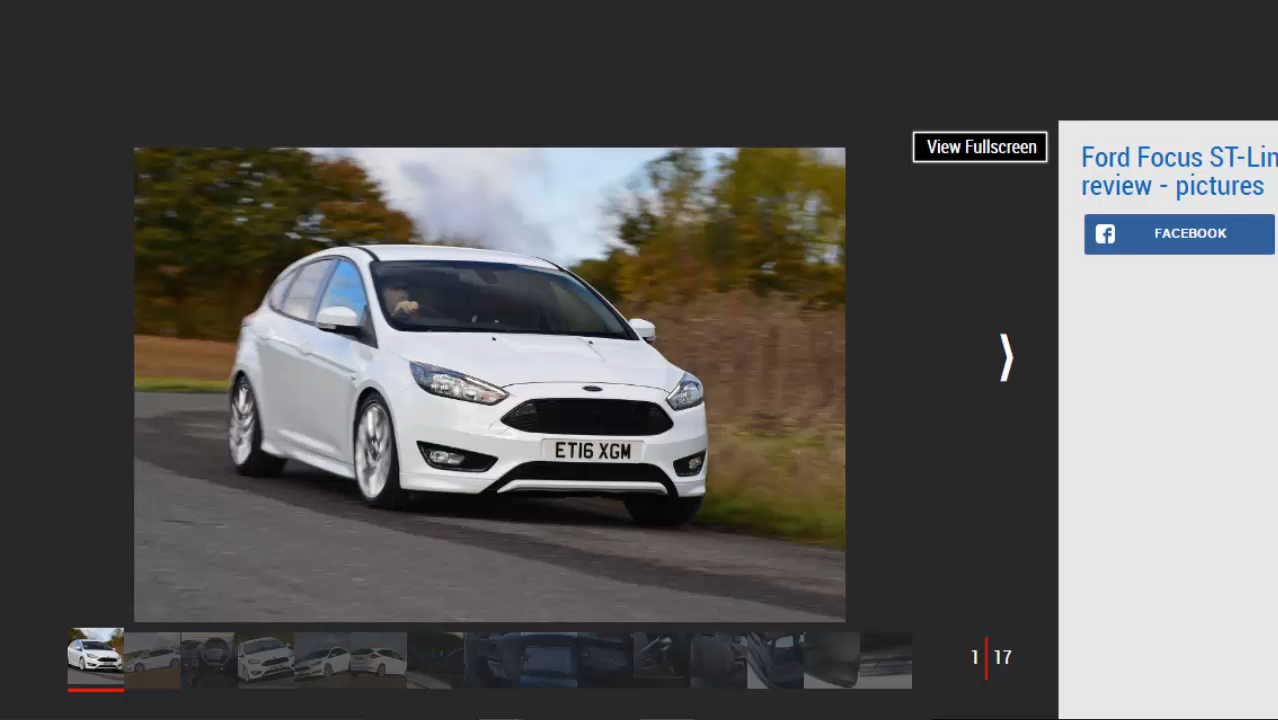 View Fullscreen
Ford Focus ST-Lin
review - pictures
FACEBOOK
ET16 XGM
1 17